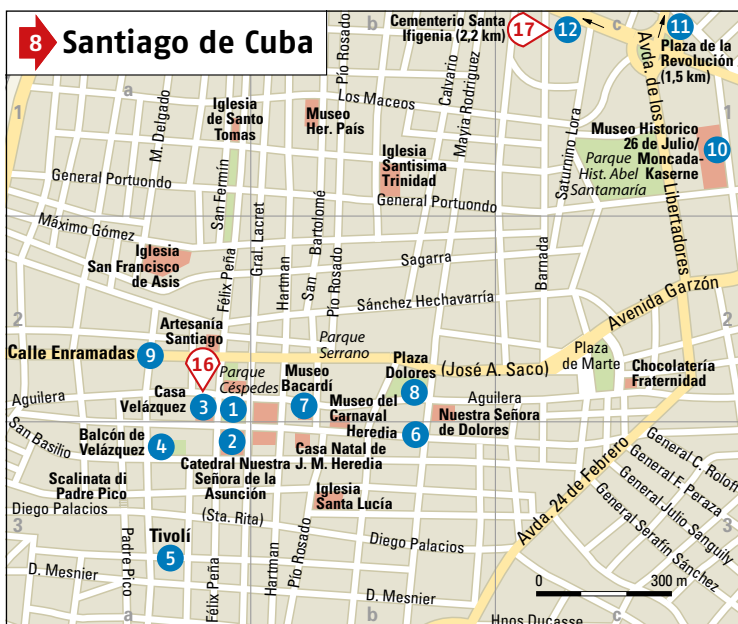 8 Santiago de Cuba
a
b
c
Cementerio Santa
Ifigenia (2,2 km)
17
12
11
Plaza de la
Revolución
(1,5 km)
Avda. de los
Libertadores
Pío Rosado
Calvario
Mayia Rodríguez
Los Maceos
M. Delgado
Iglesia
de Santo
Tomas
Museo
Her. País
1
1
Museo Historico
26 de Julio/
Moncada-
Kaserne
10
Parque
Hist. Abel
Santamaría
Saturnino Lora
Iglesia
Santisima
Trinidad
General Portuondo
General Portuondo
San Fermín
Máximo Gómez
Gral. Lacret
Bartolomé
San
Iglesia
San Francisco
de Asis
Félix Peña
Hartman
Pío Rosado
Sagarra
Barnada
Sánchez Hechavarría
Avenida Garzón
2
2
Artesanía
Santiago
Parque
Serrano
Calle Enramadas
9
16
Parque
Céspedes
Museo
Bacardí
Plaza
Dolores
(José A. Saco)
Plaza
de Marte
Chocolatería
Fraternidad
Aguilera
Casa
Velázquez
3
1
7
8
Museo del
Carnaval
Aguilera
Nuestra Señora
de Dolores
San Basilio
Balcón de
Velázquez
4
2
Heredia
6
Catedral Nuestra
Señora de la
Asunción
Casa Natal de
J. M. Heredia
Scalinata di
Padre Pico
Diego Palacios
(Sta. Rita)
Iglesia
Santa Lucía
Avda. 24 de Febrero
General C. Roloff
General F. Peraza
General Julio Sanguily
General Serafín Sánchez
3
3
Padre Pico
Tivolí
5
Diego Palacios
D. Mesnier
Félix Peña
Hartman
Pío Rosado
D. Mesnier
0
300 m
a
b
c
Hnos Ducasse